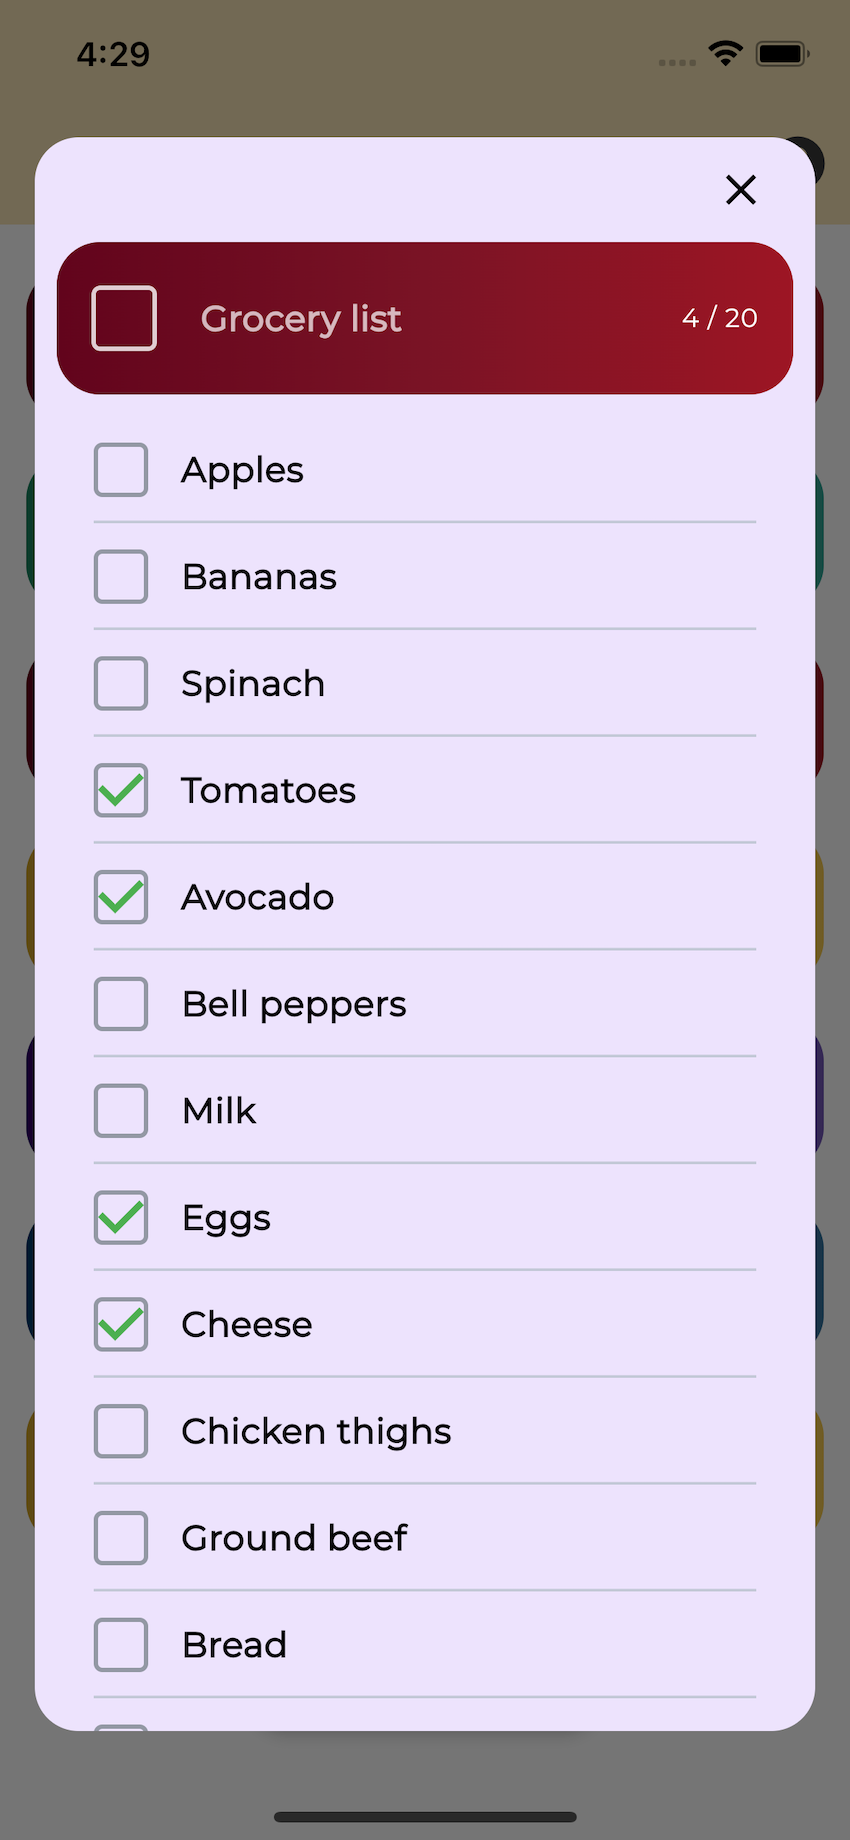 4:29
Grocery list
4 / 20
Apples
Bananas
Spinach
Tomatoes
Avocado
Bell peppers
Milk
Eggs
Cheese
Chicken thighs
Ground beef
Bread